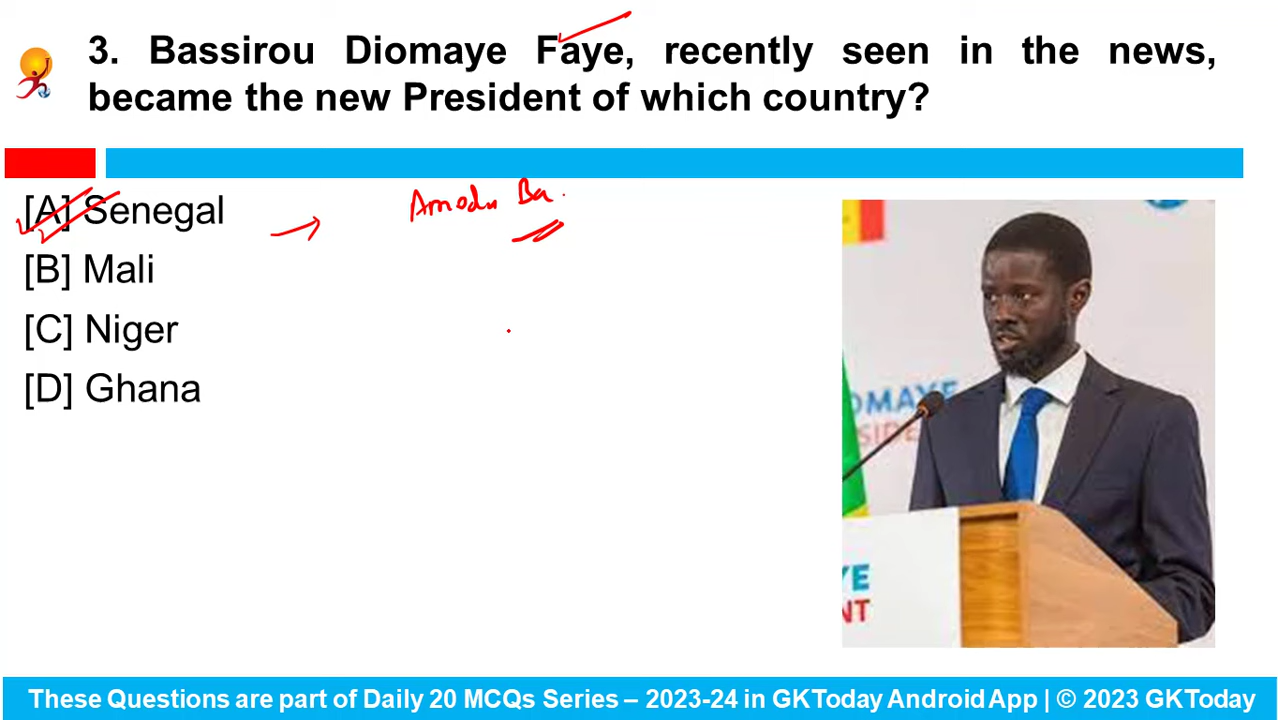 3. Bassirou Diomaye Faye, recently seen in the news,
became the new President of which country?
[A] Senegal
Amodu Ba
[B] Mali
[C] Niger
[D] Ghana
OMAYE
SIDE
YE
NT
These Questions are part of Daily 20 MCQs Series – 2023-24 in GKToday Android App | © 2023 GKToday